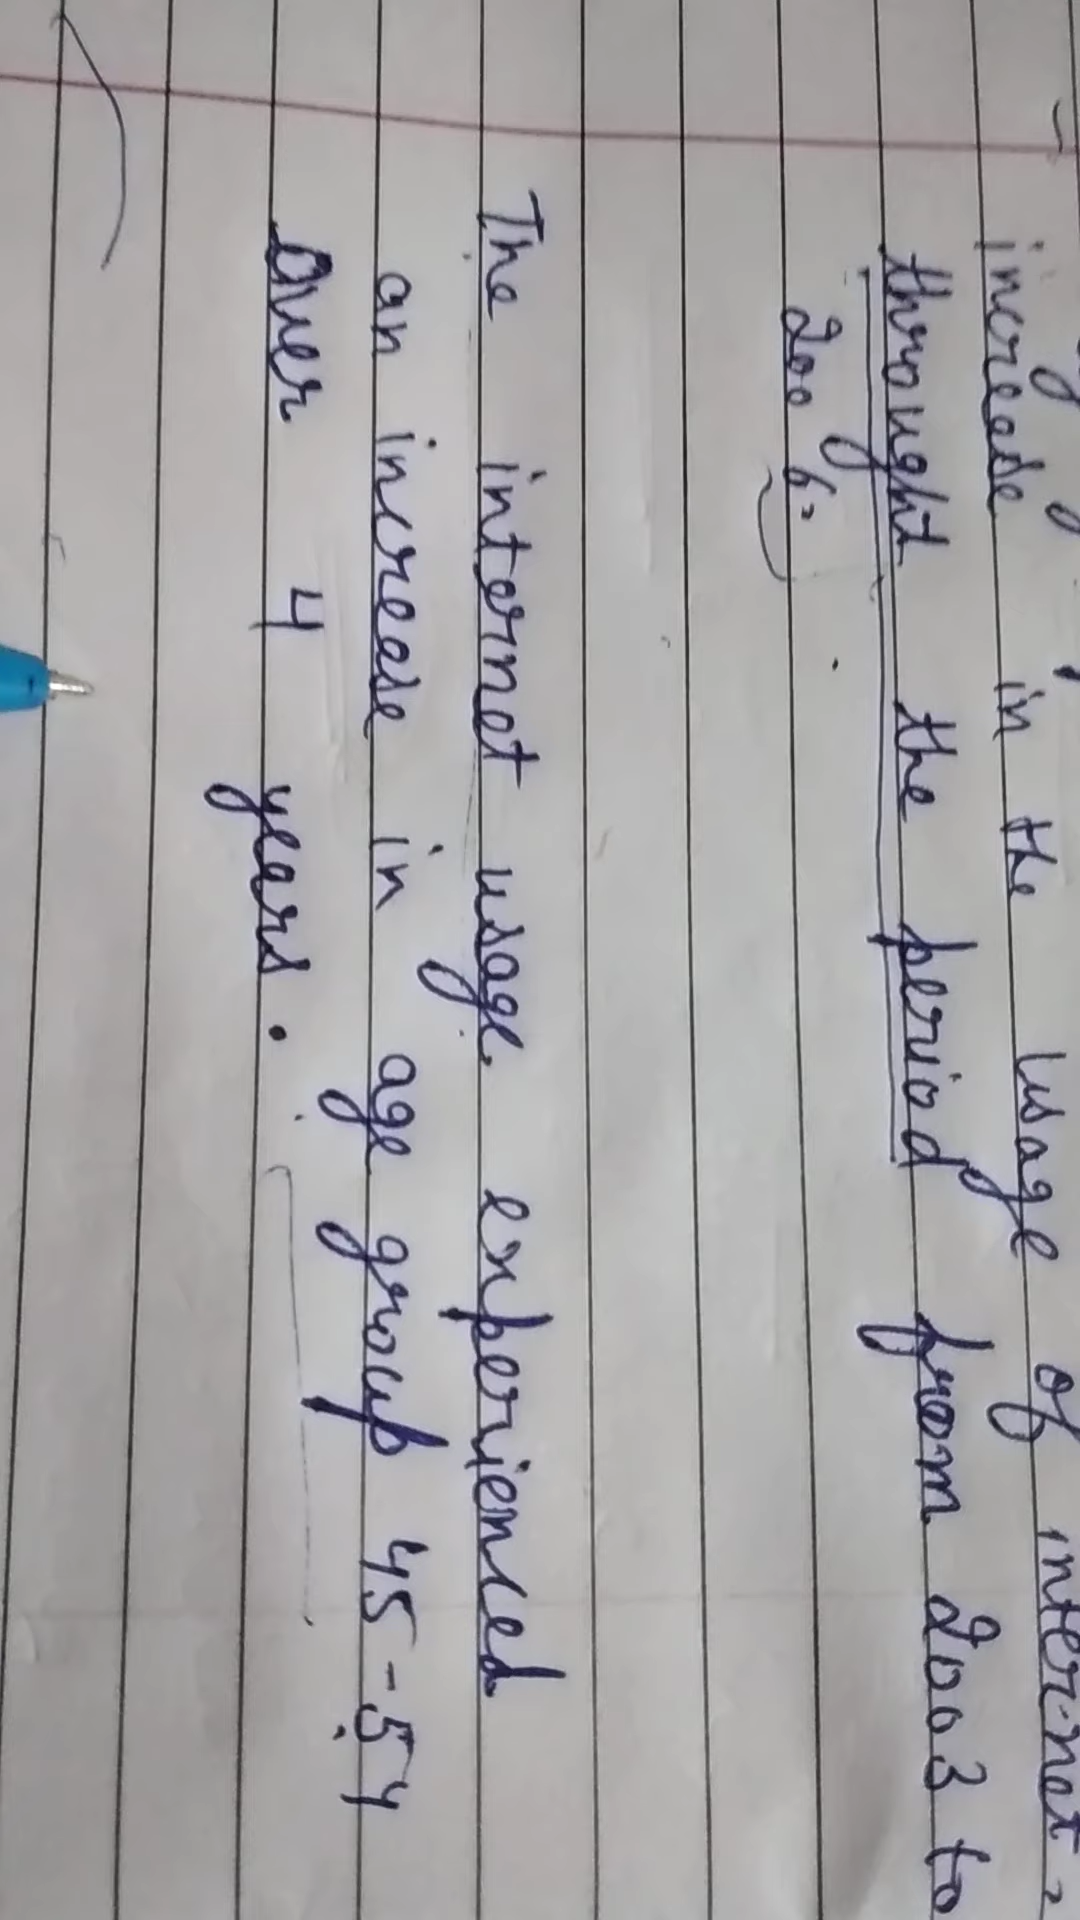 increase in the usage of internet
throught the period from 2003 to
2006
The internet usage experienced
an increase in age group 45-54
Over 4 years.